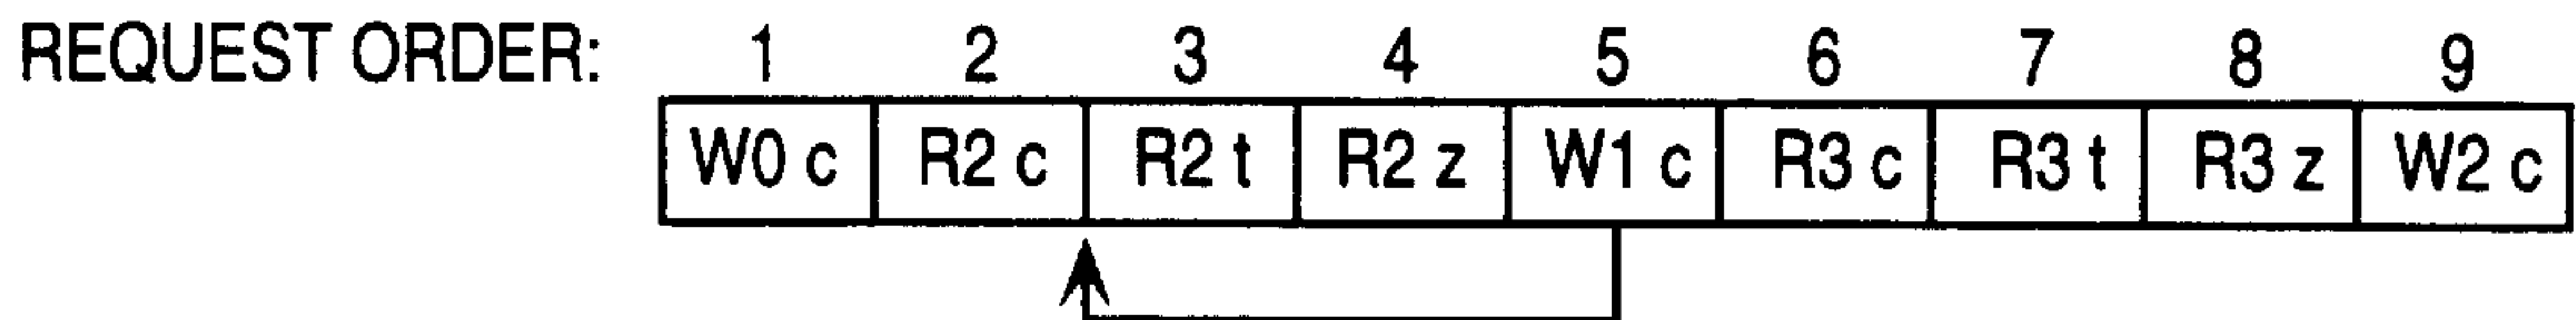 REQUEST ORDER: 1 2 3 4 5 6 7 8 9
W0 c R2 c R2 t R2 z W1 c R3 c R3 t R3 z W2 c